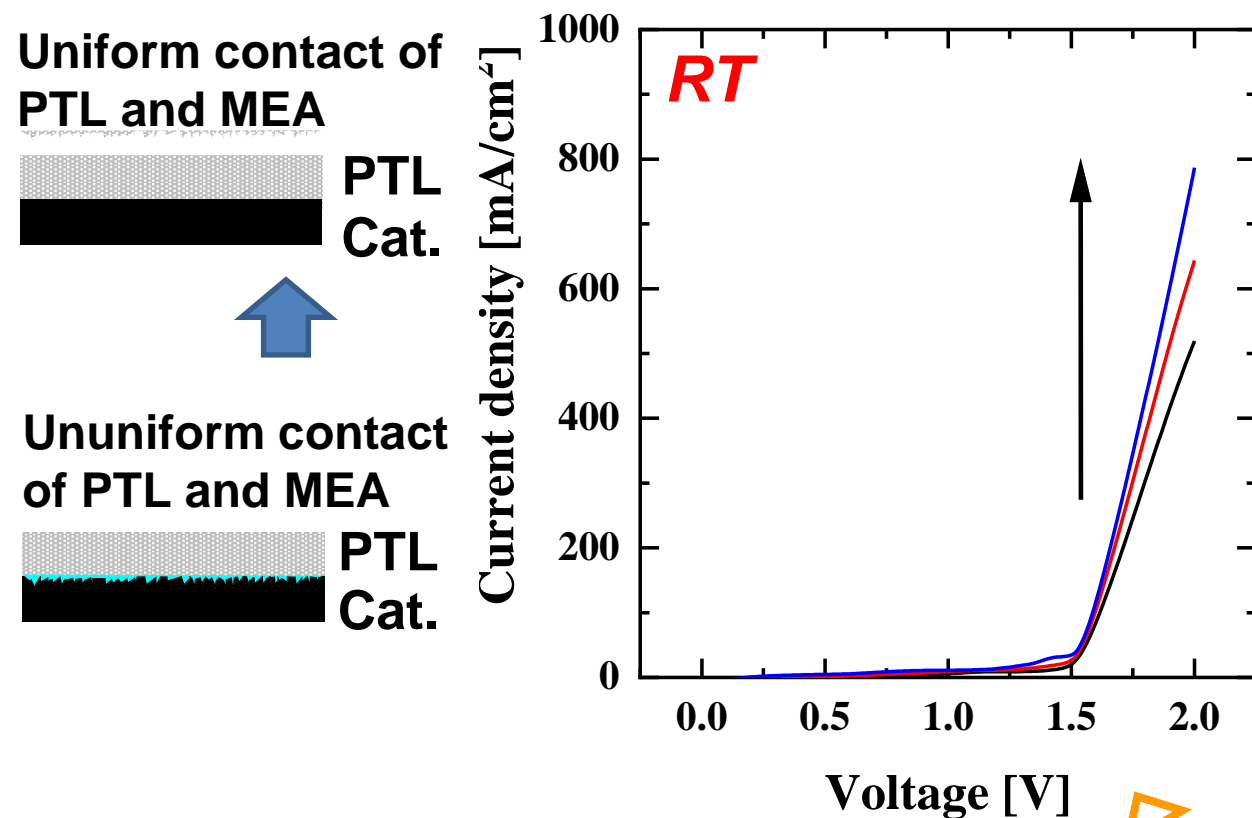 Uniform contact of
PTL and MEA
PTL
Cat.
Ununiform contact
of PTL and MEA
PTL
Cat.
Current density [mA/cm²]
1000
800
600
400
200
0
RT
0.0 0.5 1.0 1.5 2.0
Voltage [V]